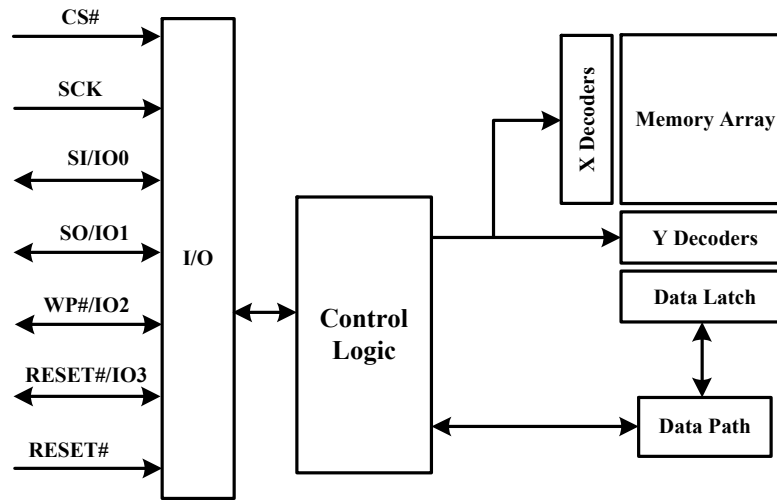 CS#
SCK
SI/IO0
SO/IO1
WP#/IO2
RESET#/IO3
RESET#
I/O
Control
Logic
X Decoders
Memory Array
Y Decoders
Data Latch
Data Path